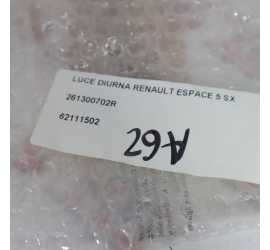 LUCE DIURNA RENAULT ESPACE 5 SX
261300702R
62111502
A62